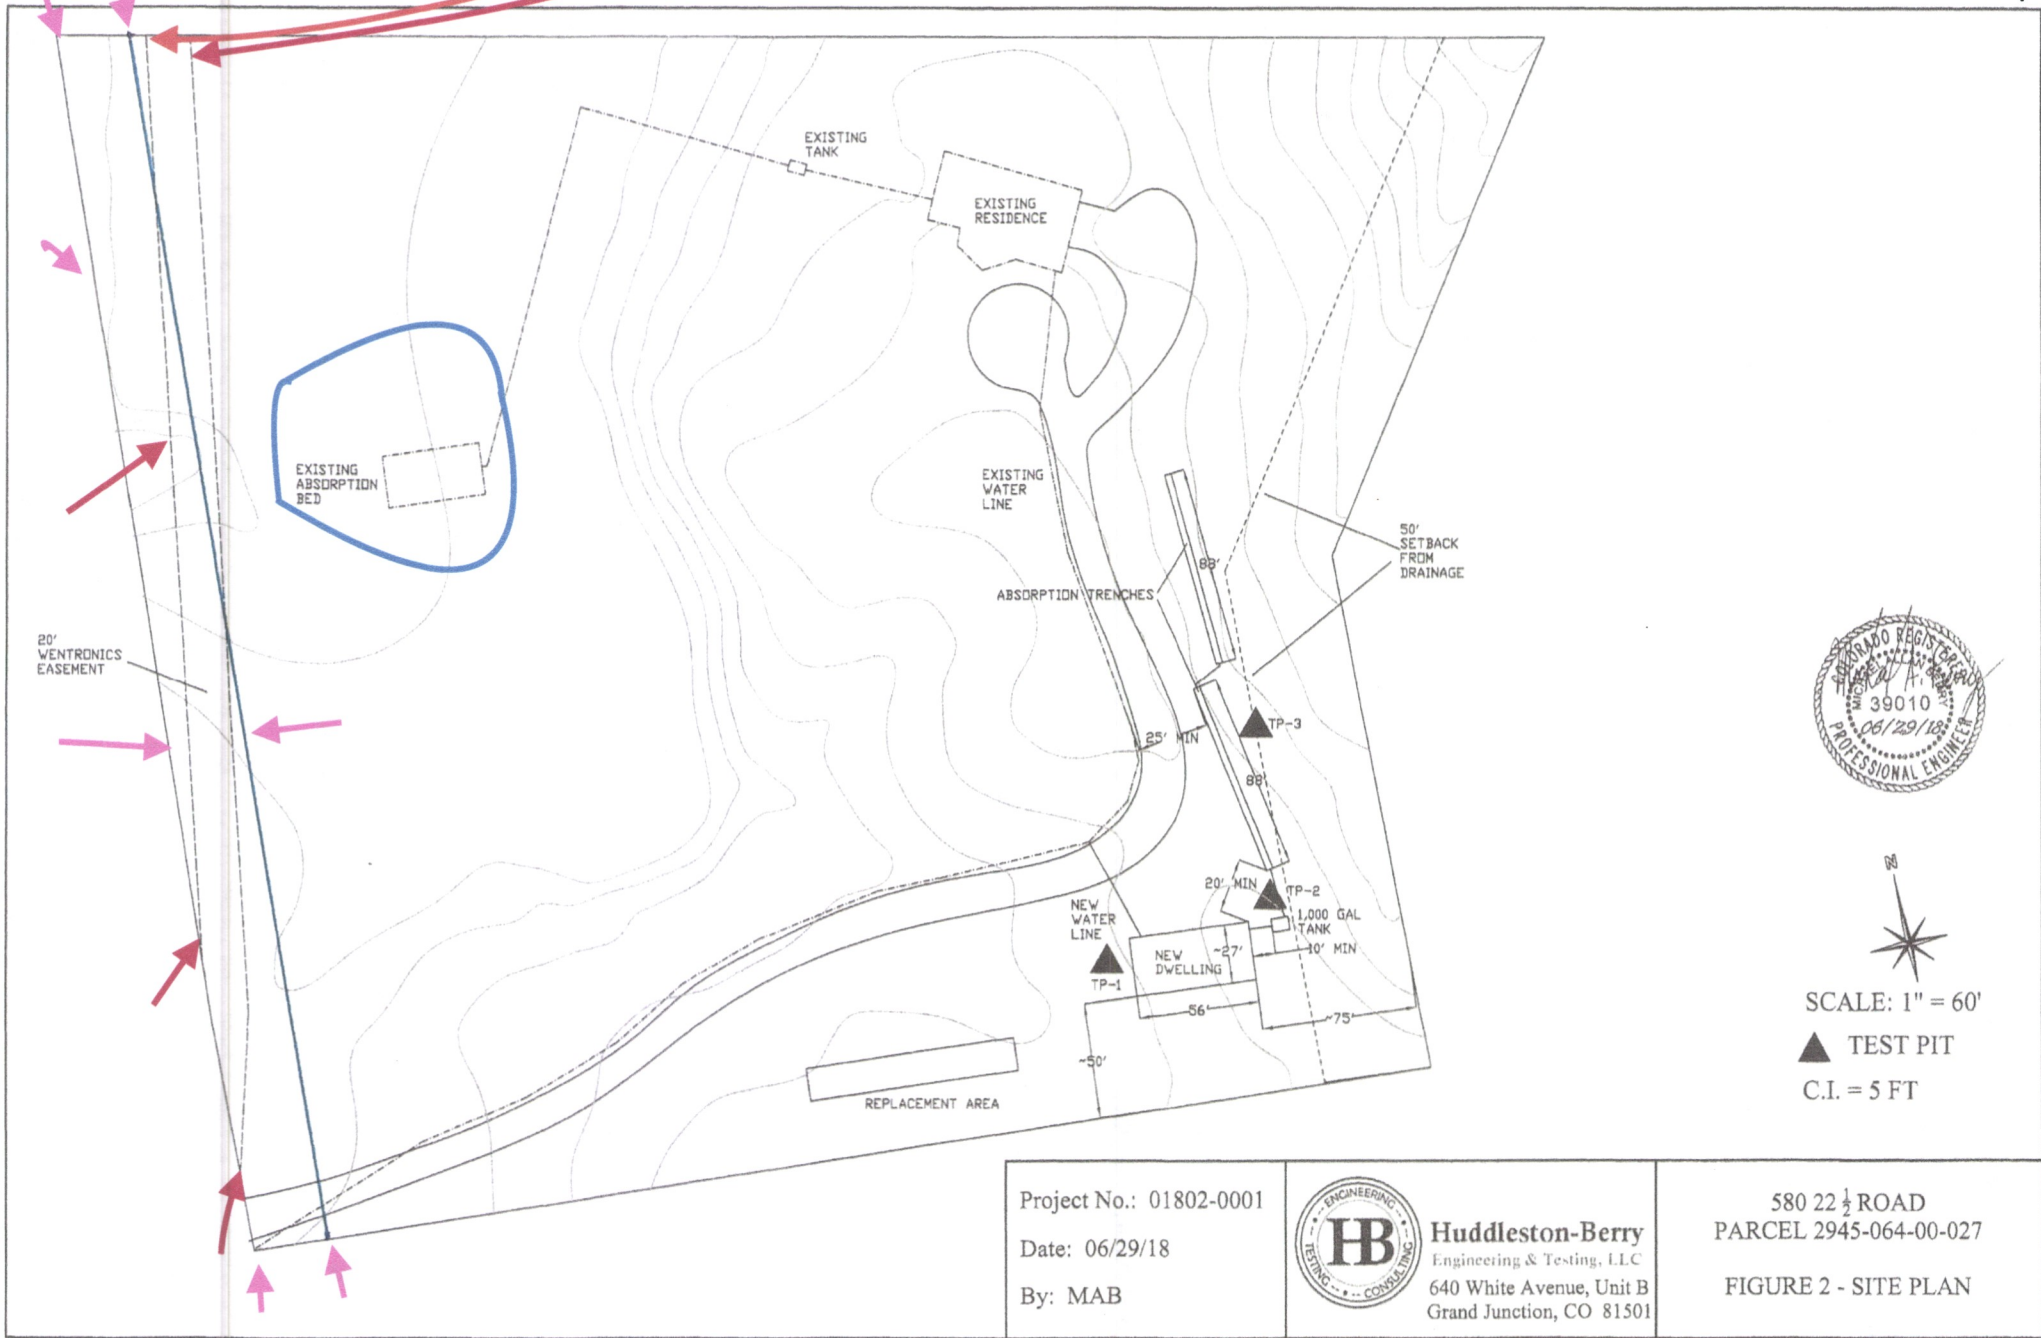 EXISTING
TANK
EXISTING
RESIDENCE
EXISTING
ABSORPTION
BED
EXISTING
WATER
LINE
50'
SETBACK
FROM
DRAINAGE
88'
ABSORPTION TRENCHES
20'
WENTRONICS
EASEMENT
TP-3
25' MIN
88'
COLORADO REGISTERED
39010
06/29/18
PROFESSIONAL ENGINEER
N
20' MIN
TP-2
1,000 GAL
TANK
NEW
WATER
LINE
~27'
10' MIN
NEW
DWELLING
TP-1
56'
~75'
~50'
REPLACEMENT AREA
SCALE: 1" = 60'
TEST PIT
C.I. = 5 FT
Project No.: 01802-0001
Date: 06/29/18
By: MAB
ENGINEERING
TESTING
CONSULTING
HB
Huddleston-Berry
Engineering & Testing, LLC
640 White Avenue, Unit B
Grand Junction, CO 81501
580 22 ½ ROAD
PARCEL 2945-064-00-027
FIGURE 2 - SITE PLAN